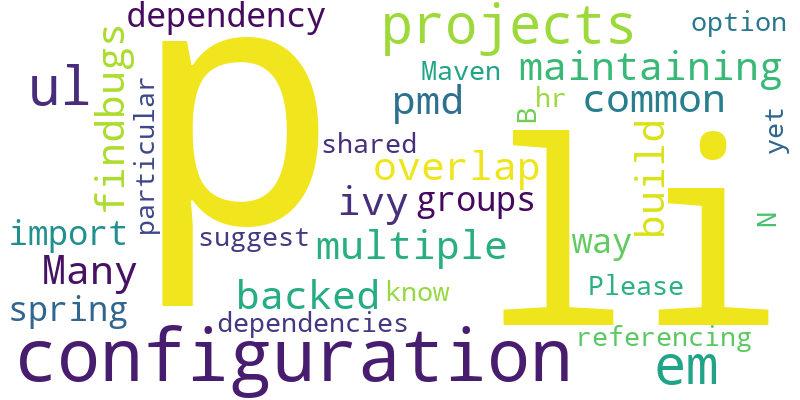 dependency
projects
option
ul
findbugs
particular
p
Maven
maintaining
pmd
hr
common
B
shared
overlap
li
build
yet
ivy
groups
N
import
suggest
multiple
way
Many
backed
know
Please
spring
dependencies
referencing
configuration
em